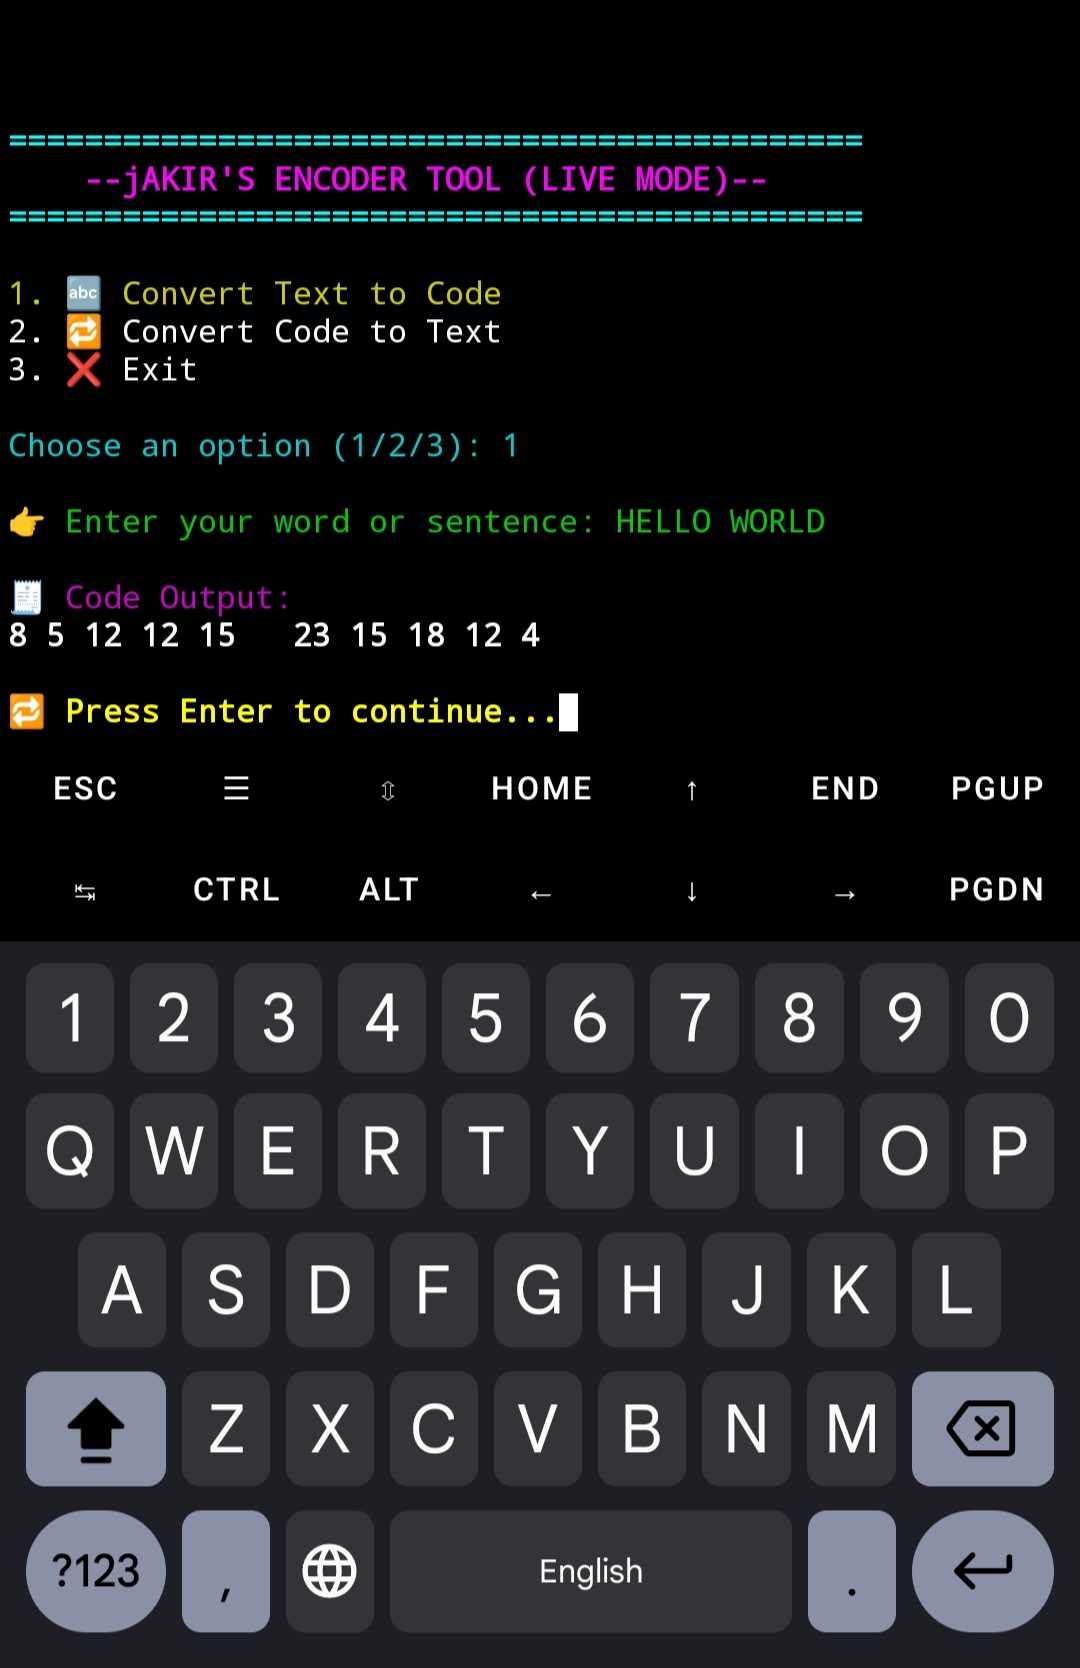 =============================================
--jAKIR'S ENCODER TOOL (LIVE MODE)--
=============================================
1. 🔤 Convert Text to Code
2. 🔁 Convert Code to Text
3. ❌ Exit
Choose an option (1/2/3): 1
👉 Enter your word or sentence: HELLO WORLD
🧾 Code Output:
8 5 12 12 15   23 15 18 12 4
🔁 Press Enter to continue...
ESC ☰ ⇳ HOME ↑ END PGUP
↹ CTRL ALT ← ↓ → PGDN
1 2 3 4 5 6 7 8 9 0
Q W E R T Y U I O P
A S D F G H J K L
Z X C V B N M
?123 , English .